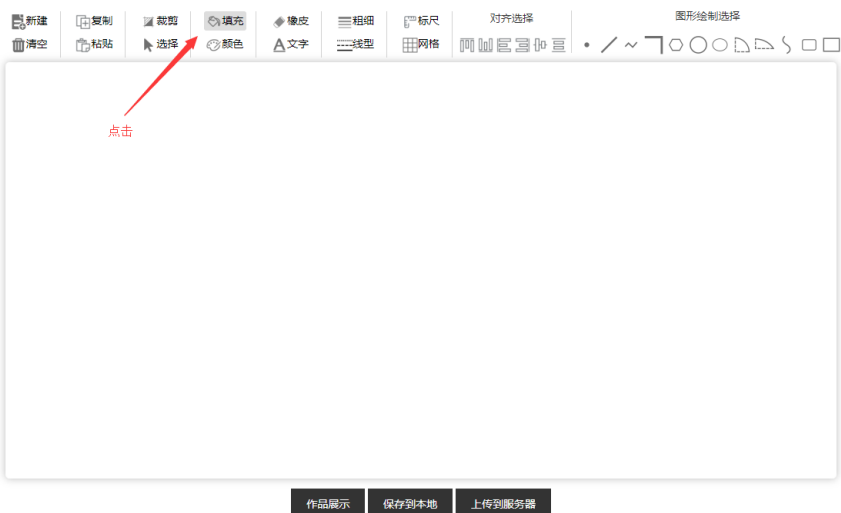 新建 复制 裁剪 填充 橡皮 粗细 标尺 对齐选择 图形绘制选择
清空 粘贴 选择 颜色 文字 线型 网格
点击
作品展示 保存到本地 上传到服务器